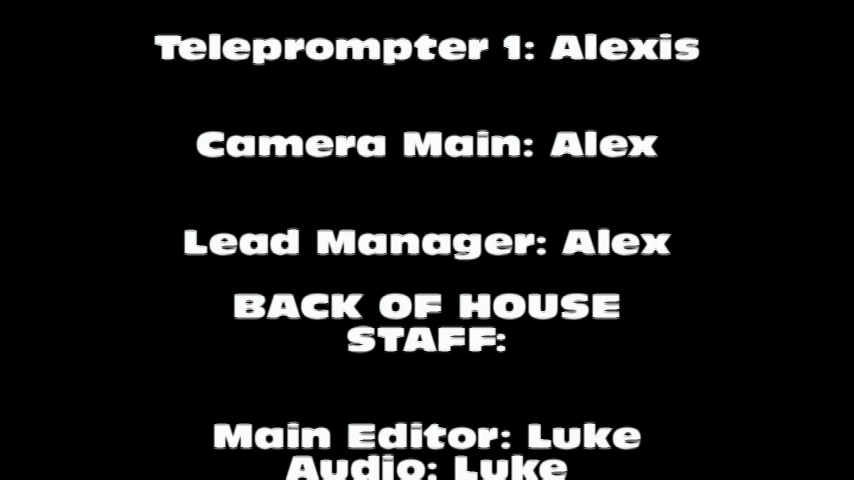 Teleprompter 1: Alexis
Camera Main: Alex
Lead Manager: Alex
BACK OF HOUSE
STAFF:
Main Editor: Luke
Audio: Luke